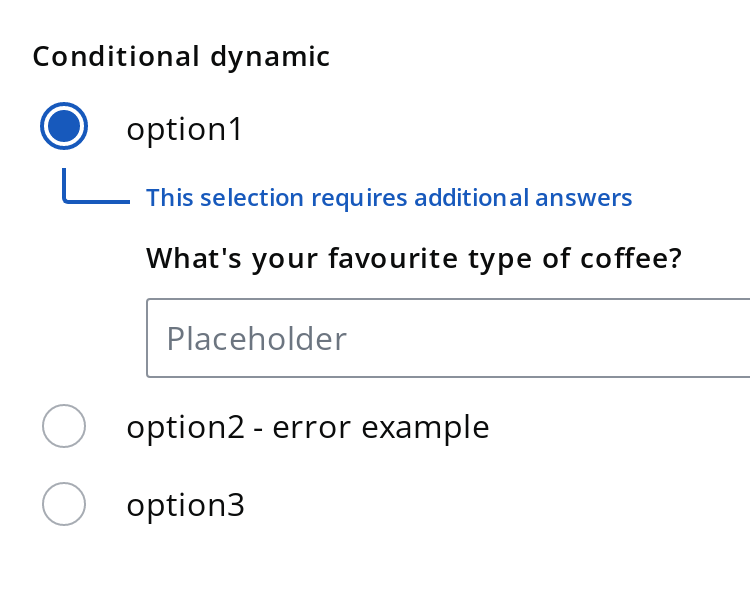 Conditional dynamic
option1
This selection requires additional answers
What's your favourite type of coffee?
Placeholder
option2 - error example
option3